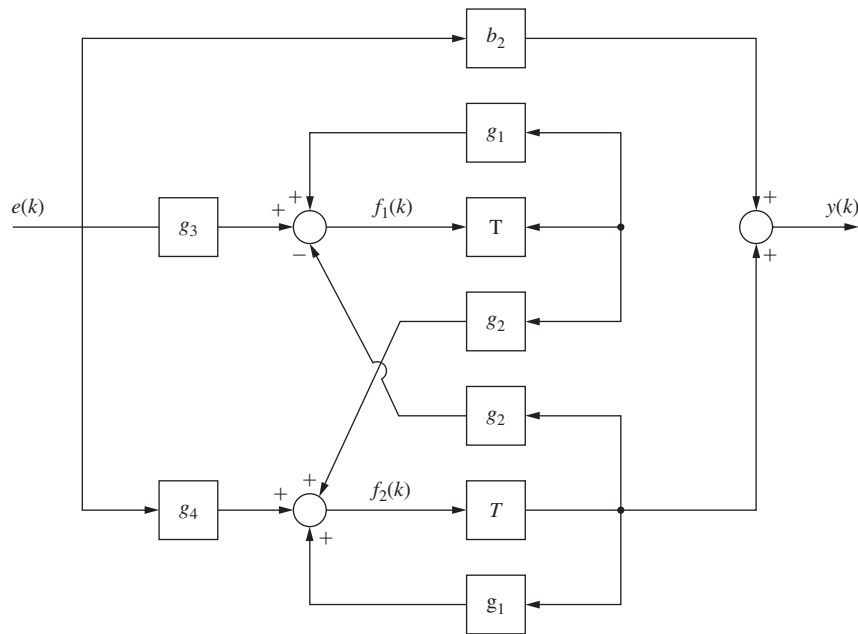 b₂
g₁
+
e(k)
g₃
+
f₁(k)
T
+
y(k)
−
+
g₂
g₂
+
g₄
+
f₂(k)
T
+
g₁